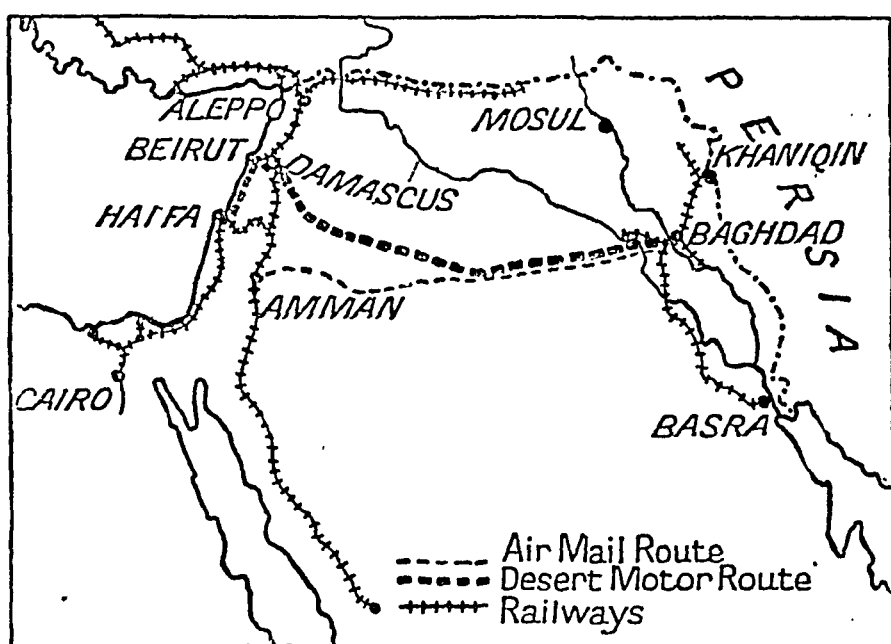 ALEPPO
MOSUL
PERSIA
BEIRUT
KHANIQIN
DAMASCUS
HAIFA
BAGHDAD
AMMAN
CAIRO
BASRA
Air Mail Route
Desert Motor Route
Railways